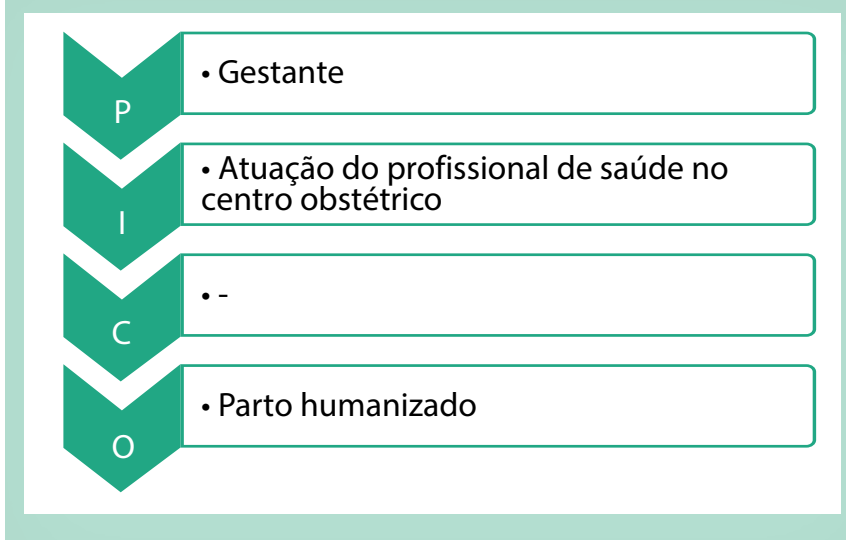 P
• Gestante
I
• Atuação do profissional de saúde no
centro obstétrico
C
• -
O
• Parto humanizado